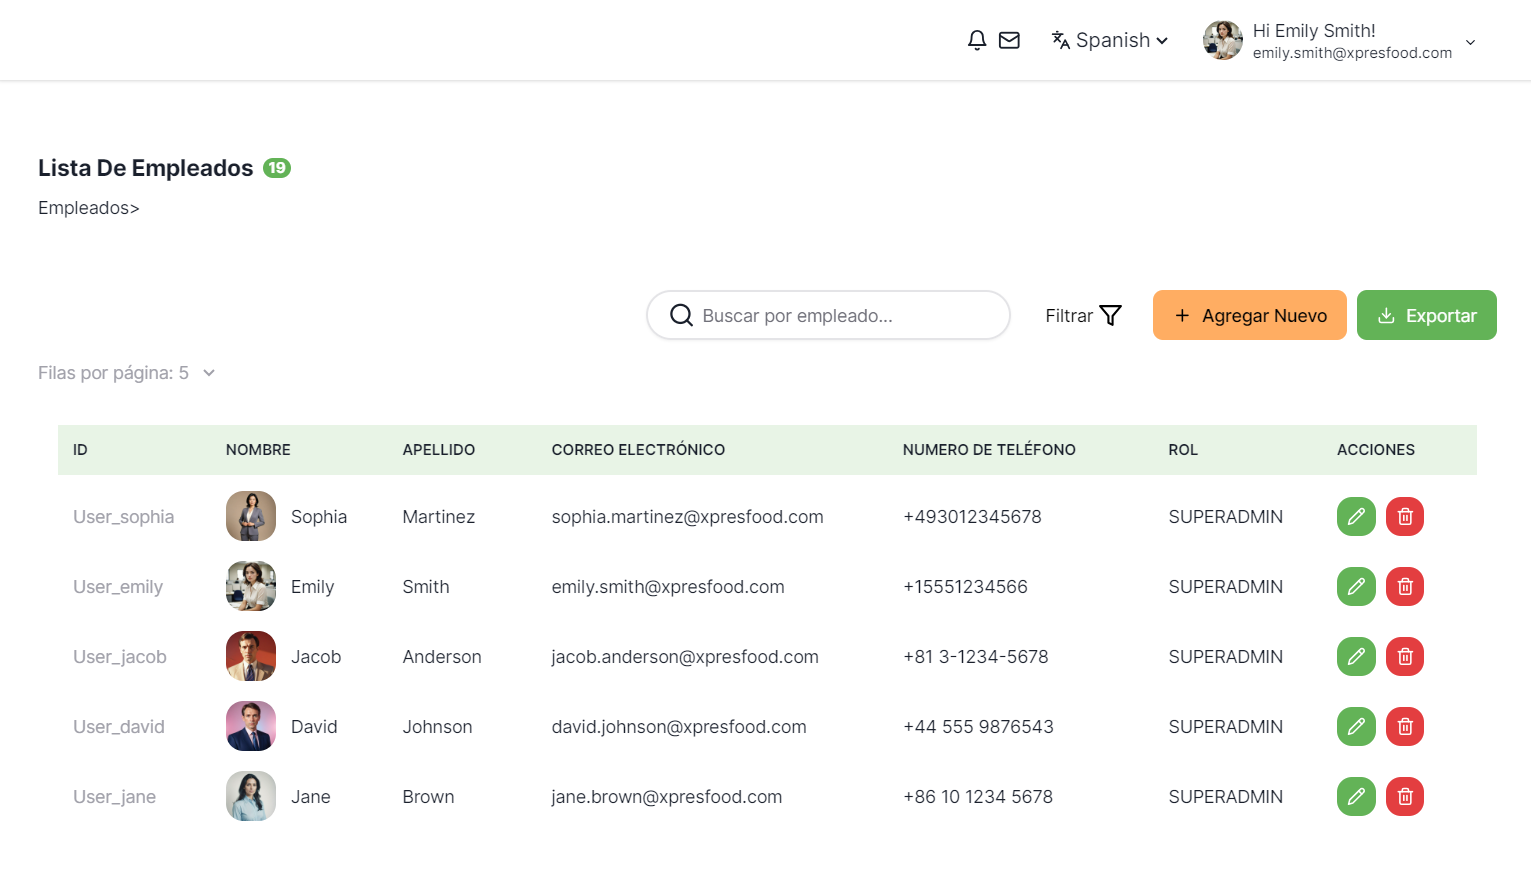 Spanish
Hi Emily Smith!
emily.smith@xpresfood.com
Lista De Empleados 19
Empleados>
Buscar por empleado...
Filtrar
+ Agregar Nuevo
Exportar
Filas por página: 5
ID NOMBRE APELLIDO CORREO ELECTRÓNICO NUMERO DE TELÉFONO ROL ACCIONES
User_sophia Sophia Martinez sophia.martinez@xpresfood.com +493012345678 SUPERADMIN
User_emily Emily Smith emily.smith@xpresfood.com +15551234566 SUPERADMIN
User_jacob Jacob Anderson jacob.anderson@xpresfood.com +81 3-1234-5678 SUPERADMIN
User_david David Johnson david.johnson@xpresfood.com +44 555 9876543 SUPERADMIN
User_jane Jane Brown jane.brown@xpresfood.com +86 10 1234 5678 SUPERADMIN